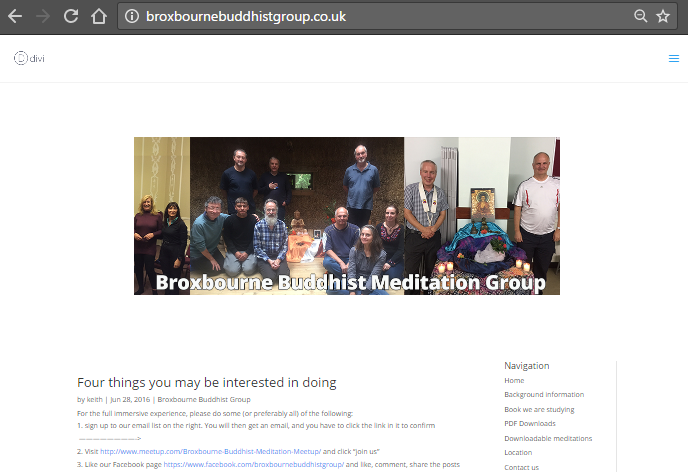 broxbournebuddhistgroup.co.uk
D divi
Broxbourne Buddhist Meditation Group
Four things you may be interested in doing
by keith | Jun 28, 2016 | Broxbourne Buddhist Group
For the full immersive experience, please do some (or preferably all) of the following:
1. sign up to our email list on the right. You will then get an email, and you have to click the link in it to confirm
————————->
2. Visit http://www.meetup.com/Broxbourne-Buddhist-Meditation-Meetup/ and click "join us"
3. Like our Facebook page https://www.facebook.com/broxbournebuddhistgroup/ and like, comment, share the posts
Navigation
Home
Background information
Book we are studying
PDF Downloads
Downloadable meditations
Location
Contact us